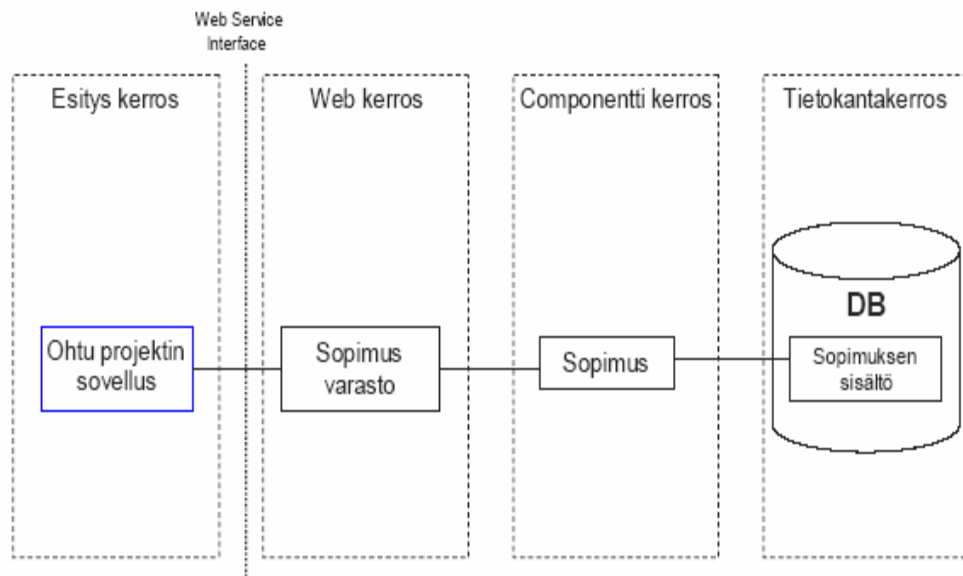 Web Service
Interface
Esitys kerros
Web kerros
Componentti kerros
Tietokantakerros
Ohtu projektin
sovellus
Sopimus
varasto
Sopimus
DB
Sopimuksen
sisältö